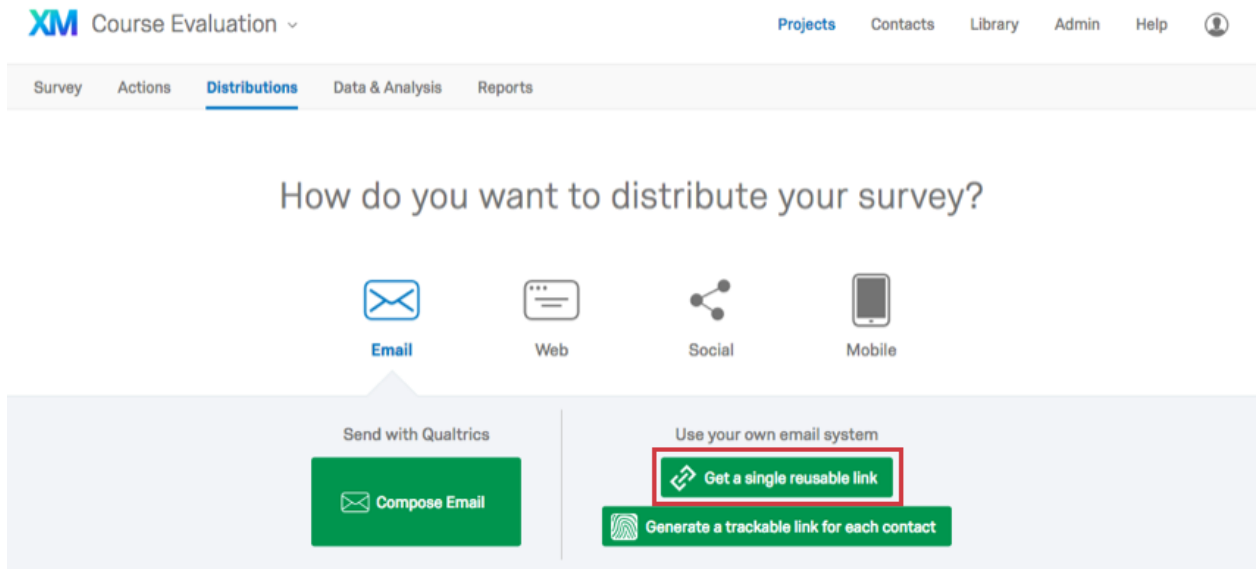 XM Course Evaluation
Projects Contacts Library Admin Help
Survey Actions Distributions Data & Analysis Reports
How do you want to distribute your survey?
Email Web Social Mobile
Send with Qualtrics
Use your own email system
Compose Email
Get a single reusable link
Generate a trackable link for each contact